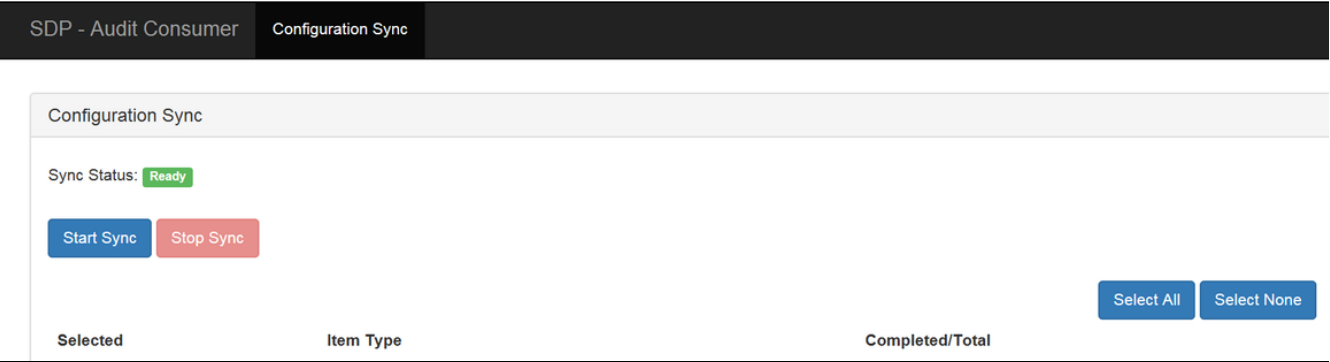 SDP - Audit Consumer Configuration Sync
Configuration Sync
Sync Status: Ready
Start Sync Stop Sync
Select All Select None
Selected Item Type Completed/Total